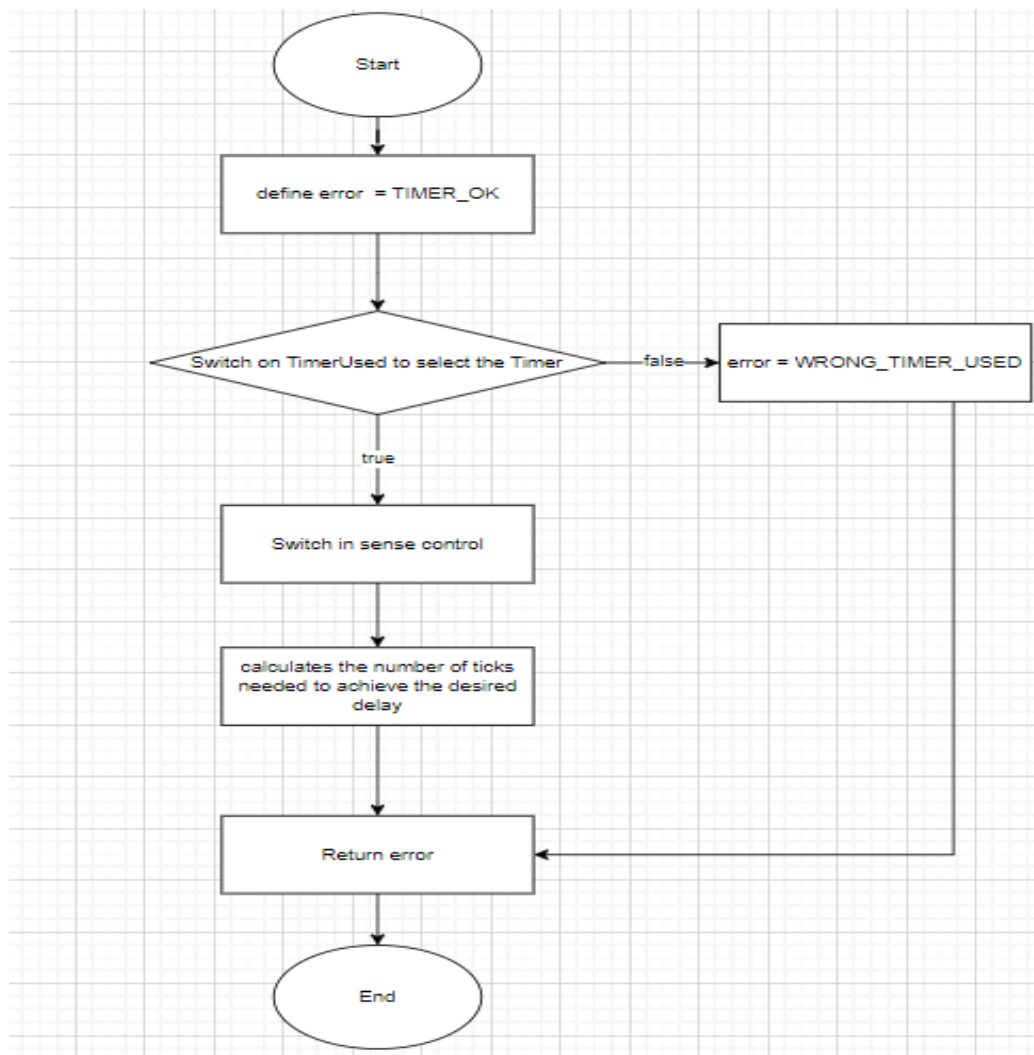 Start
define error = TIMER_OK
Switch on TimerUsed to select the Timer
false
error = WRONG_TIMER_USED
true
Switch in sense control
calculates the number of ticks
needed to achieve the desired
delay
Return error
End